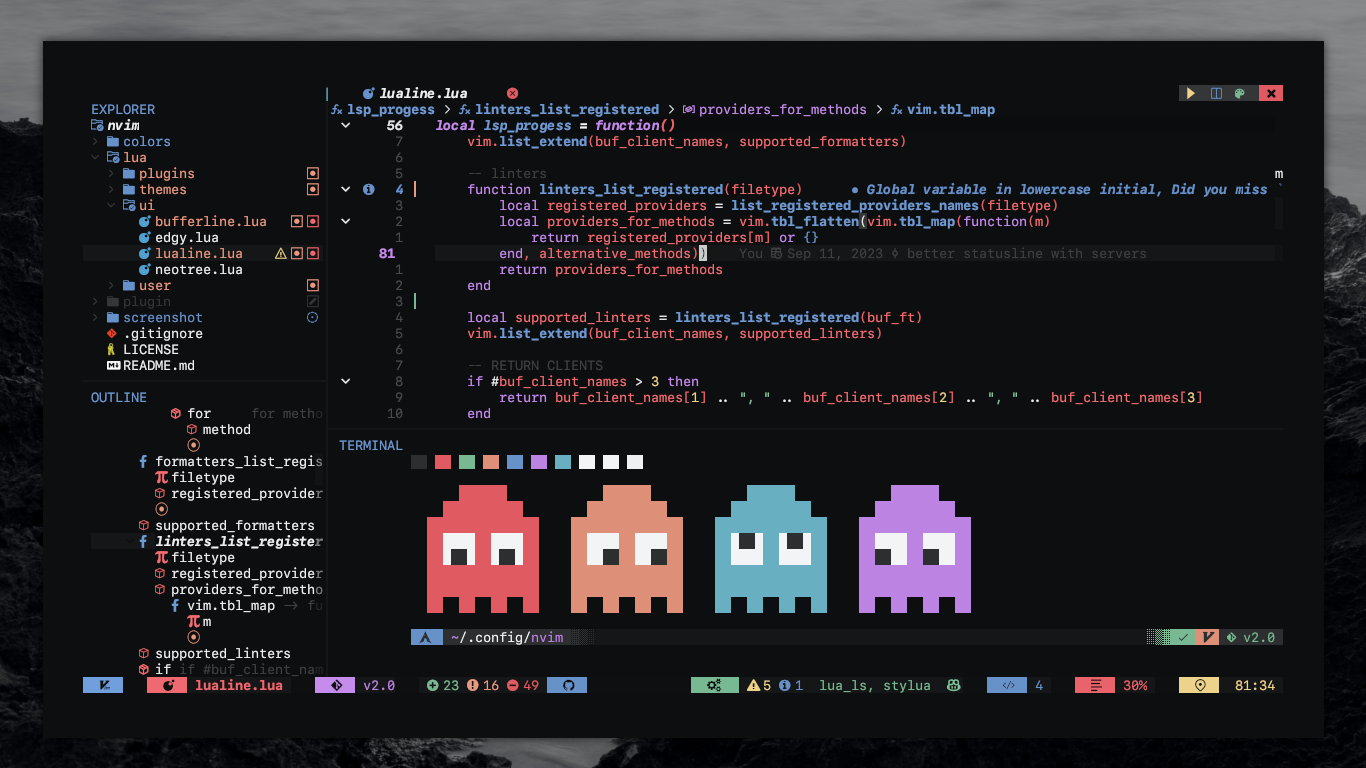 lualine.lua
EXPLORER
nvim
colors
lua
plugins
themes
ui
bufferline.lua
edgy.lua
lualine.lua
neotree.lua
user
plugin
screenshot
.gitignore
LICENSE
README.md
OUTLINE
for for metho
method
formatters_list_regis
filetype
registered_provider
supported_formatters
linters_list_register
filetype
registered_provider
providers_for_metho
vim.tbl_map -> fu
m
supported_linters
if if #buf_client_nam
lsp_progess > linters_list_registered > providers_for_methods > vim.tbl_map
56 local lsp_progess = function()
7 vim.list_extend(buf_client_names, supported_formatters)
6
5 -- linters
m
4 function linters_list_registered(filetype) ● Global variable in lowercase initial, Did you miss `
3 local registered_providers = list_registered_providers_names(filetype)
2 local providers_for_methods = vim.tbl_flatten(vim.tbl_map(function(m)
1 return registered_providers[m] or {}
81 end, alternative_methods)) You Sep 11, 2023 better statusline with servers
1 return providers_for_methods
2 end
3
4 local supported_linters = linters_list_registered(buf_ft)
5 vim.list_extend(buf_client_names, supported_linters)
6
7 -- RETURN CLIENTS
8 if #buf_client_names > 3 then
9 return buf_client_names[1] .. ", " .. buf_client_names[2] .. ", " .. buf_client_names[3]
10 end
TERMINAL
~/.config/nvim
v2.0
lualine.lua v2.0 23 16 49 5 1 lua_ls, stylua </> 4 30% 81:34